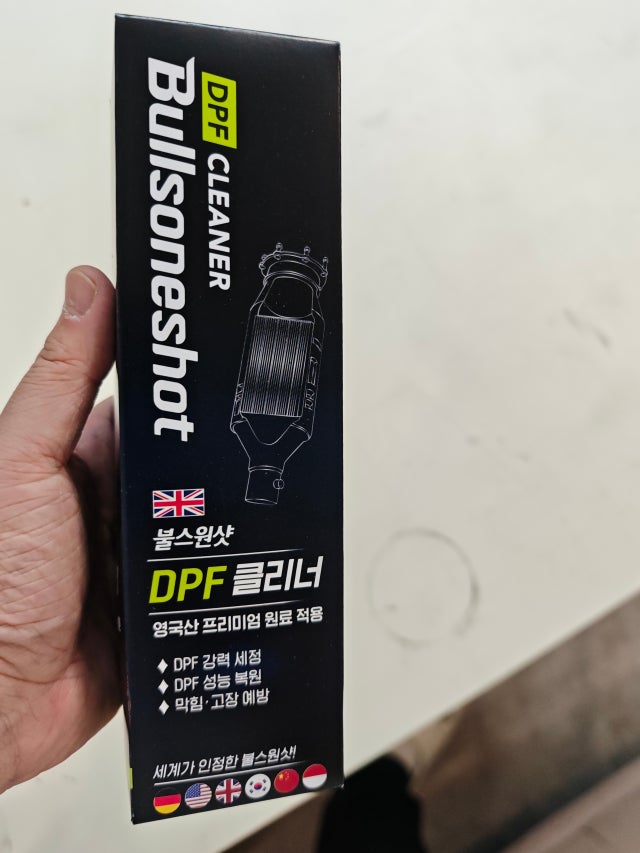 DPF CLEANER
Bullsoneshot
불스원샷
DPF 클리너
영국산 프리미엄 원료 적용
♦ DPF 강력 세정
♦ DPF 성능 복원
♦ 막힘·고장 예방
세계가 인정한 불스원샷!